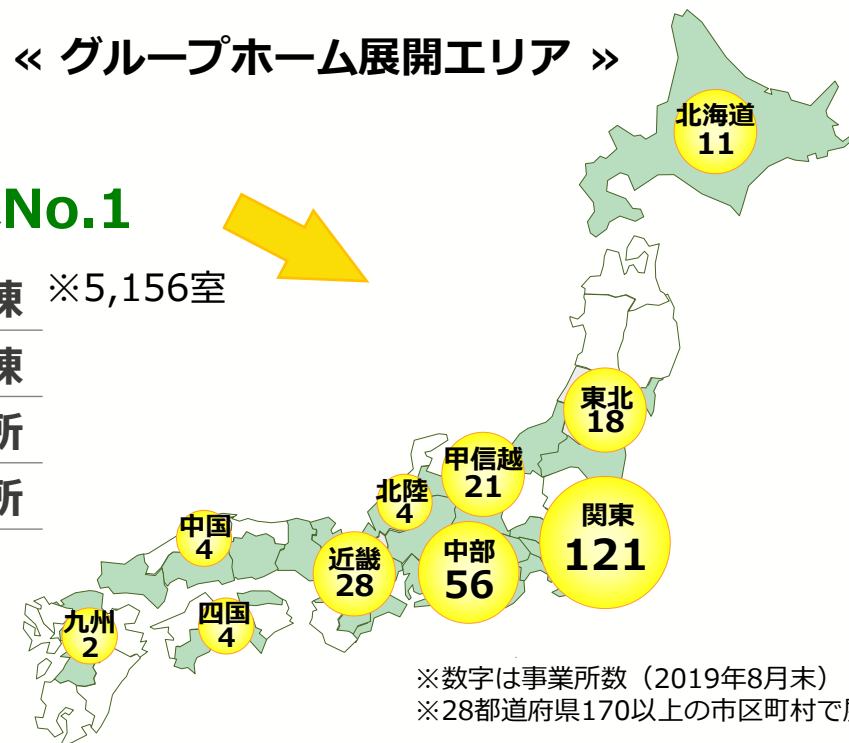 « グループホーム展開エリア »
No.1
棟 ※5,156室
棟
所
所
北海道
11
東北
18
甲信越
21
北陸
4
関東
121
中部
56
近畿
28
中国
4
四国
4
九州
2
※数字は事業所数（2019年8月末）
※28都道府県170以上の市区町村で